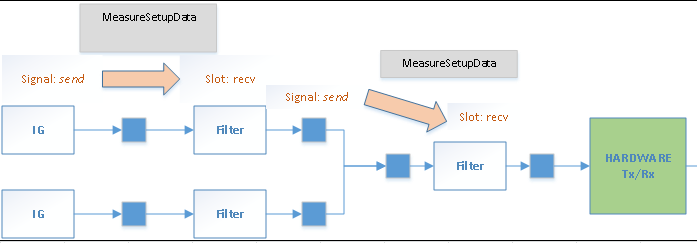 MeasureSetupData
MeasureSetupData
Signal: send
Slot: recv
Signal: send
Slot: recv
IG
Filter
Filter
HARDWARE
Tx/Rx
IG
Filter